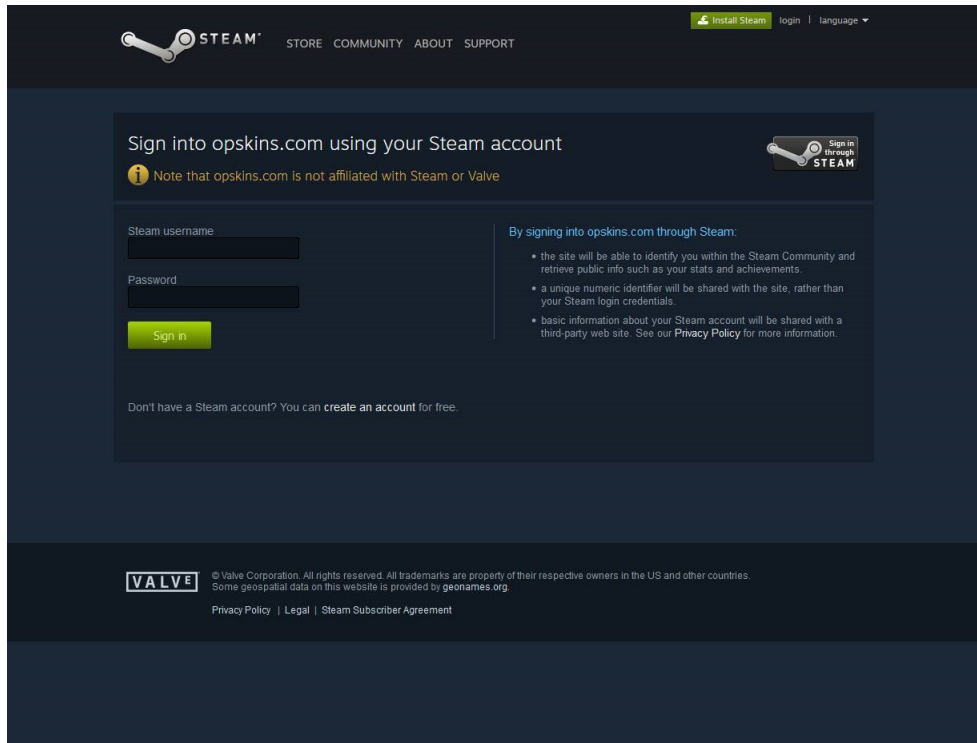 Install Steam login | language
STEAM
STORE COMMUNITY ABOUT SUPPORT
Sign into opskins.com using your Steam account
Note that opskins.com is not affiliated with Steam or Valve
Sign in
through
STEAM
Steam username
Password
Sign in
By signing into opskins.com through Steam:
• the site will be able to identify you within the Steam Community and
retrieve public info such as your stats and achievements.
• a unique numeric identifier will be shared with the site, rather than
your Steam login credentials.
• basic information about your Steam account will be shared with a
third-party web site. See our Privacy Policy for more information.
Don't have a Steam account? You can create an account for free.
VALVE
© Valve Corporation. All rights reserved. All trademarks are property of their respective owners in the US and other countries.
Some geospatial data on this website is provided by geonames.org.
Privacy Policy | Legal | Steam Subscriber Agreement